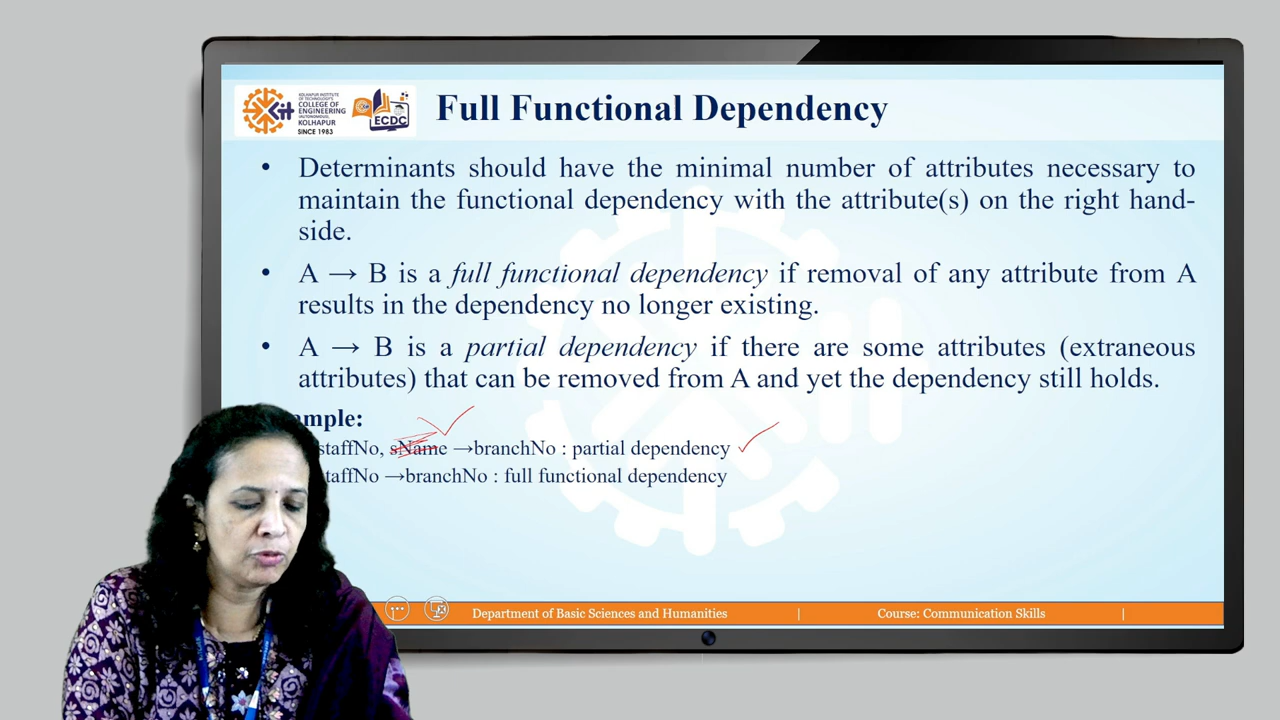 KOLHAPUR INSTITUTE
OF TECHNOLOGY'S
COLLEGE OF
ENGINEERING
(AUTONOMOUS),
KOLHAPUR
SINCE 1983
ECDC
Full Functional Dependency
• Determinants should have the minimal number of attributes necessary to
maintain the functional dependency with the attribute(s) on the right hand-
side.
• A → B is a full functional dependency if removal of any attribute from A
results in the dependency no longer existing.
• A → B is a partial dependency if there are some attributes (extraneous
attributes) that can be removed from A and yet the dependency still holds.
ample:
staffNo, sName →branchNo : partial dependency
taffNo →branchNo : full functional dependency
Department of Basic Sciences and Humanities | Course: Communication Skills |